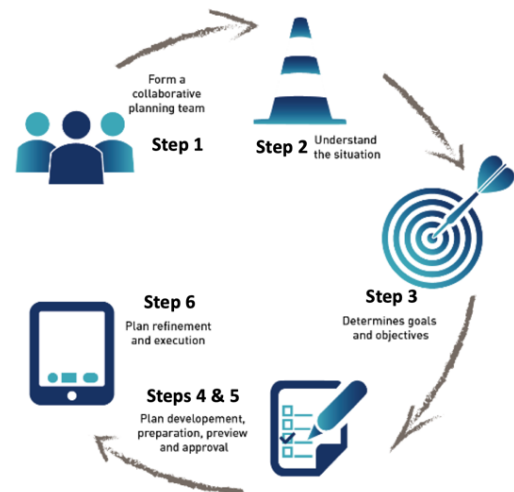 Form a
collaborative
planning team
Step 1
Step 2
Understand
the situation
Step 3
Determines goals
and objectives
Steps 4 & 5
Plan developement,
preparation, preview
and approval
Step 6
Plan refinement
and execution